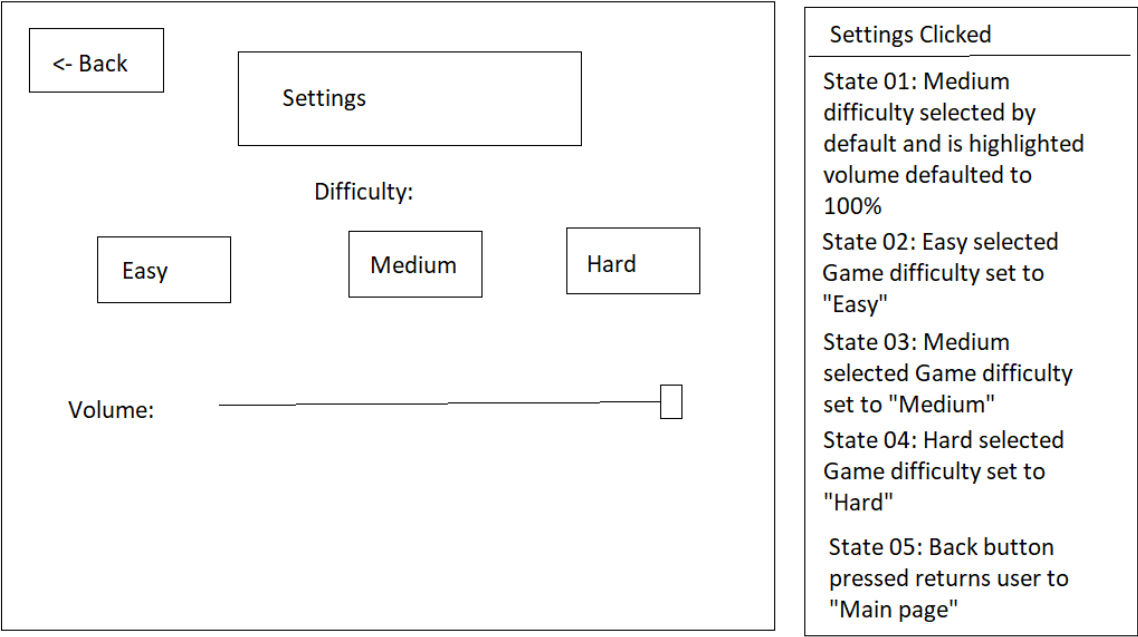 <- Back
Settings
Difficulty:
Easy
Medium
Hard
Volume:
Settings Clicked
State 01: Medium
difficulty selected by
default and is highlighted
volume defaulted to
100%
State 02: Easy selected
Game difficulty set to
"Easy"
State 03: Medium
selected Game difficulty
set to "Medium"
State 04: Hard selected
Game difficulty set to
"Hard"
State 05: Back button
pressed returns user to
"Main page"